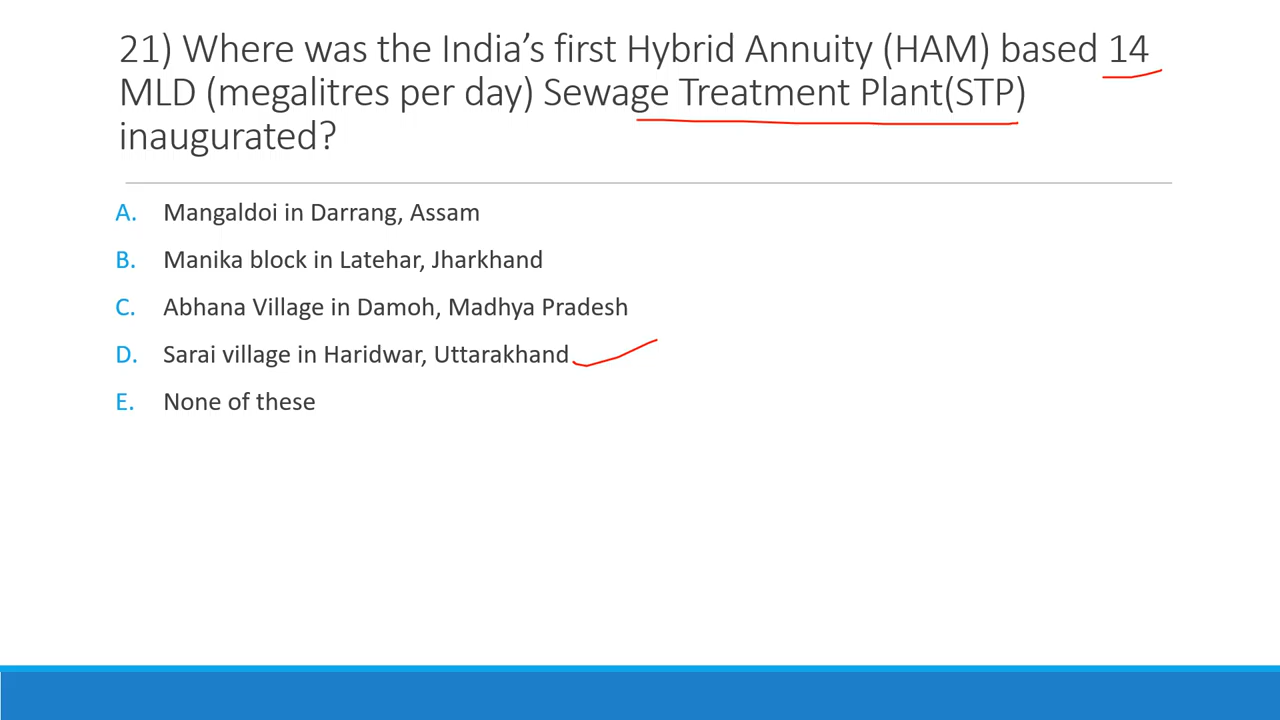 21) Where was the India’s first Hybrid Annuity (HAM) based 14
MLD (megalitres per day) Sewage Treatment Plant(STP)
inaugurated?
A. Mangaldoi in Darrang, Assam
B. Manika block in Latehar, Jharkhand
C. Abhana Village in Damoh, Madhya Pradesh
D. Sarai village in Haridwar, Uttarakhand
E. None of these